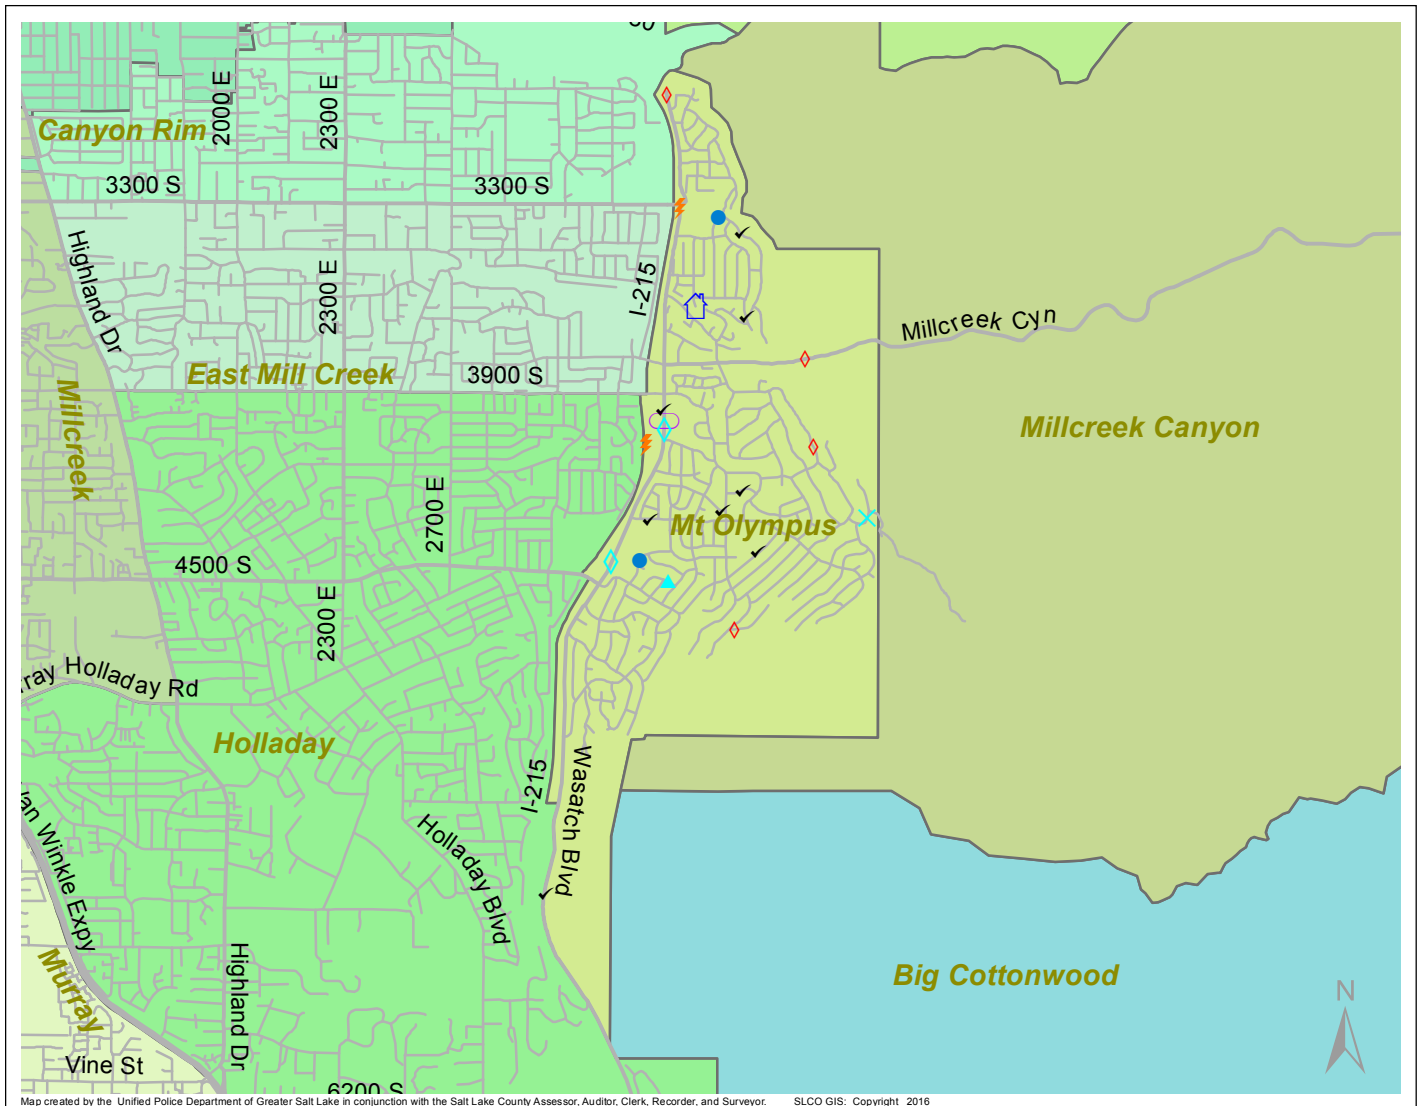 Canyon Rim
2000 E
2300 E
3300 S
3300 S
Highland Dr
2300 E
I-215
Millcreek Cyn
East Mill Creek
3900 S
Millcreek
Millcreek Canyon
2700 E
Mt Olympus
4500 S
2300 E
ray Holladay Rd
Holladay
I-215
Wasatch Blvd
Holladay Blvd
an Winkle Expy
Highland Dr
Murray
Big Cottonwood
N
Vine St
6200 S
Map created by the Unified Police Department of Greater Salt Lake in conjunction with the Salt Lake County Assessor, Auditor, Clerk, Recorder, and Surveyor. SLCO GIS: Copyright 2016